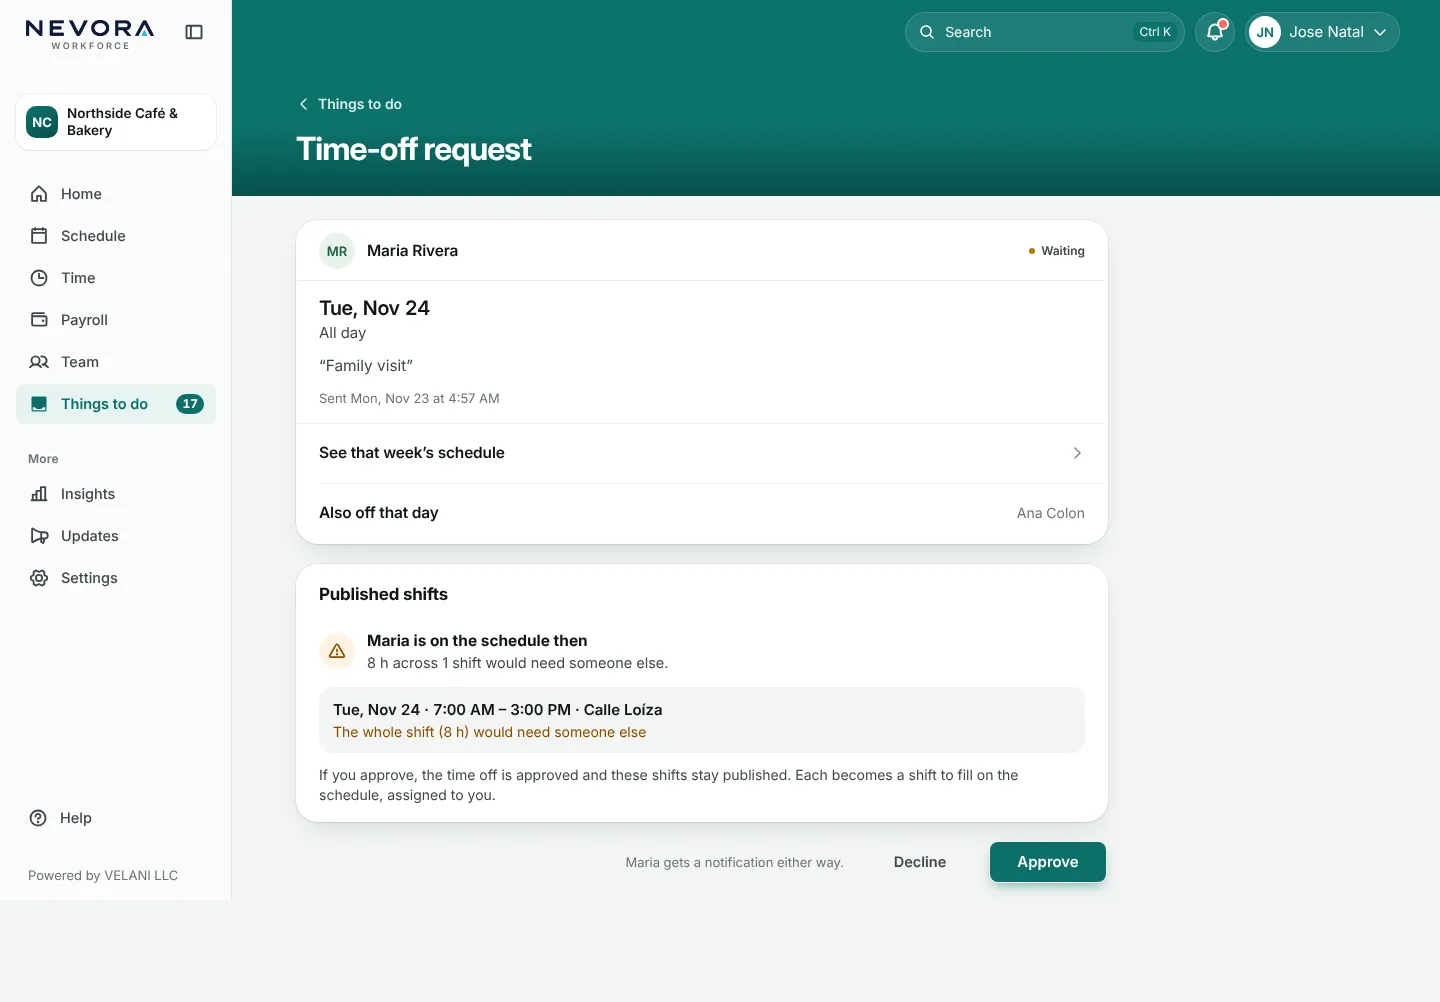 NEVORA
WORKFORCE
Search
Ctrl K
JN
Jose Natal
NC
Northside Café &
Bakery
Home
Schedule
Time
Payroll
Team
Things to do
17
More
Insights
Updates
Settings
Help
Powered by VELANI LLC
Things to do
Time-off request
MR
Maria Rivera
Waiting
Tue, Nov 24
All day
“Family visit”
Sent Mon, Nov 23 at 4:57 AM
See that week’s schedule
Also off that day
Ana Colon
Published shifts
Maria is on the schedule then
8 h across 1 shift would need someone else.
Tue, Nov 24 · 7:00 AM – 3:00 PM · Calle Loíza
The whole shift (8 h) would need someone else
If you approve, the time off is approved and these shifts stay published. Each becomes a shift to fill on the
schedule, assigned to you.
Maria gets a notification either way.
Decline
Approve